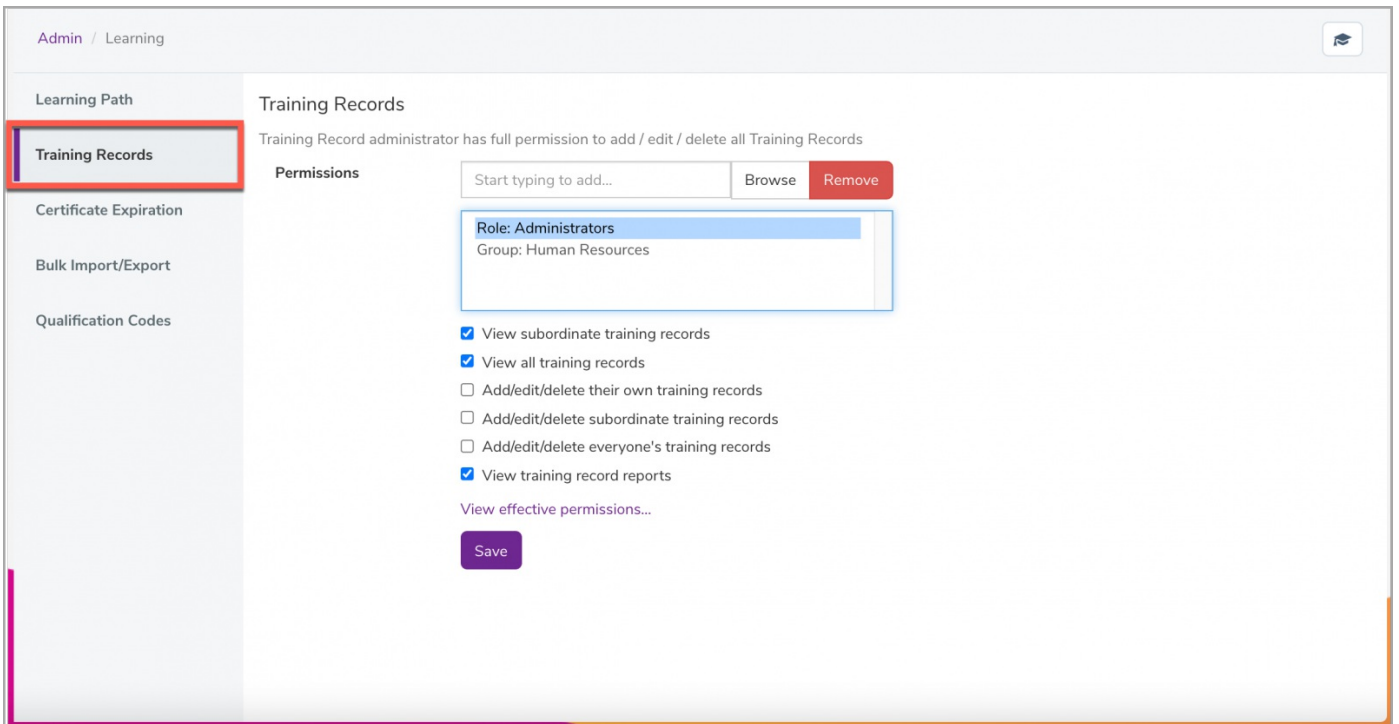 Admin / Learning
Learning Path
Training Records
Certificate Expiration
Bulk Import/Export
Qualification Codes
Training Records
Training Record administrator has full permission to add / edit / delete all Training Records
Permissions
Start typing to add...
Browse
Remove
Role: Administrators
Group: Human Resources
View subordinate training records
View all training records
Add/edit/delete their own training records
Add/edit/delete subordinate training records
Add/edit/delete everyone's training records
View training record reports
View effective permissions...
Save